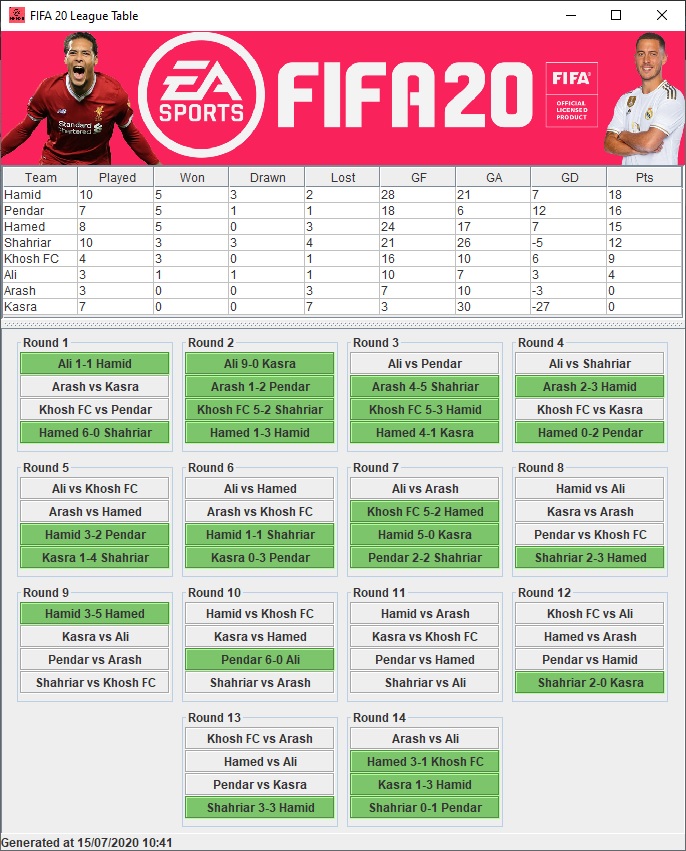 FIFA 20 League Table
EA
SPORTS
FIFA 20
FIFA
OFFICIAL
LICENSED
PRODUCT
Standard
Chartered
Team Played Won Drawn Lost GF GA GD Pts
Hamid 10 5 3 2 28 21 7 18
Pendar 7 5 1 1 18 6 12 16
Hamed 8 5 0 3 24 17 7 15
Shahriar 10 3 3 4 21 26 -5 12
Khosh FC 4 3 0 1 16 10 6 9
Ali 3 1 1 1 10 7 3 4
Arash 3 0 0 3 7 10 -3 0
Kasra 7 0 0 7 3 30 -27 0
Round 1
Ali 1-1 Hamid
Arash vs Kasra
Khosh FC vs Pendar
Hamed 6-0 Shahriar
Round 2
Ali 9-0 Kasra
Arash 1-2 Pendar
Khosh FC 5-2 Shahriar
Hamed 1-3 Hamid
Round 3
Ali vs Pendar
Arash 4-5 Shahriar
Khosh FC 5-3 Hamid
Hamed 4-1 Kasra
Round 4
Ali vs Shahriar
Arash 2-3 Hamid
Khosh FC vs Kasra
Hamed 0-2 Pendar
Round 5
Ali vs Khosh FC
Arash vs Hamed
Hamid 3-2 Pendar
Kasra 1-4 Shahriar
Round 6
Ali vs Hamed
Arash vs Khosh FC
Hamid 1-1 Shahriar
Kasra 0-3 Pendar
Round 7
Ali vs Arash
Khosh FC 5-2 Hamed
Hamid 5-0 Kasra
Pendar 2-2 Shahriar
Round 8
Hamid vs Ali
Kasra vs Arash
Pendar vs Khosh FC
Shahriar 2-3 Hamed
Round 9
Hamid 3-5 Hamed
Kasra vs Ali
Pendar vs Arash
Shahriar vs Khosh FC
Round 10
Hamid vs Khosh FC
Kasra vs Hamed
Pendar 6-0 Ali
Shahriar vs Arash
Round 11
Hamid vs Arash
Kasra vs Khosh FC
Pendar vs Hamed
Shahriar vs Ali
Round 12
Khosh FC vs Ali
Hamed vs Arash
Pendar vs Hamid
Shahriar 2-0 Kasra
Round 13
Khosh FC vs Arash
Hamed vs Ali
Pendar vs Kasra
Shahriar 3-3 Hamid
Round 14
Arash vs Ali
Hamed 3-1 Khosh FC
Kasra 1-3 Hamid
Shahriar 0-1 Pendar
Generated at 15/07/2020 10:41